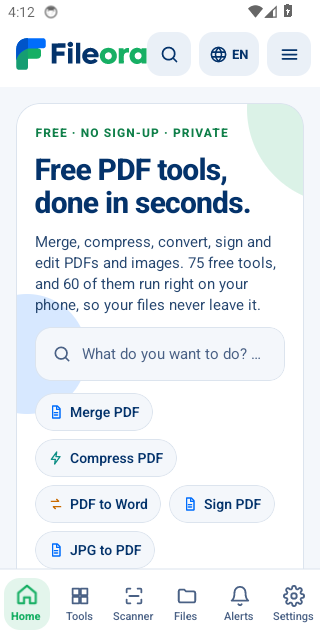 4:12
Fileora
EN
FREE · NO SIGN-UP · PRIVATE
Free PDF tools,
done in seconds.
Merge, compress, convert, sign and
edit PDFs and images. 75 free tools,
and 60 of them run right on your
phone, so your files never leave it.
What do you want to do? ...
Merge PDF
Compress PDF
PDF to Word
Sign PDF
JPG to PDF
Home
Tools
Scanner
Files
Alerts
Settings